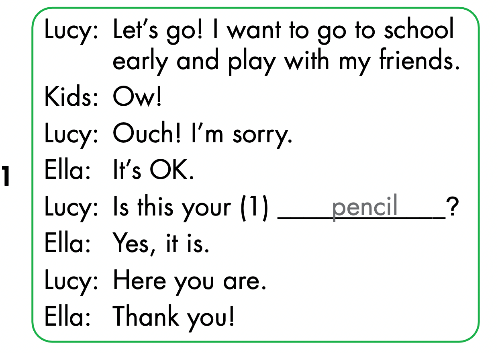 Lucy: Let's go! I want to go to school
early and play with my friends.
Kids: Ow!
Lucy: Ouch! I'm sorry.
1
Ella: It's OK.
Lucy: Is this your (1) ____pencil____?
Ella: Yes, it is.
Lucy: Here you are.
Ella: Thank you!